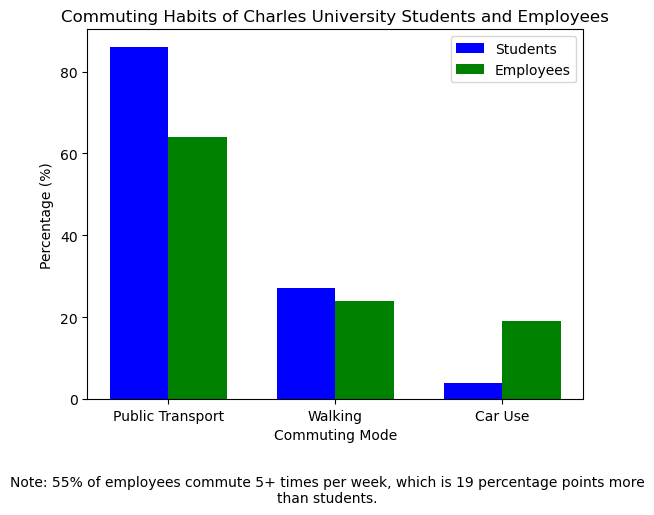 Commuting Habits of Charles University Students and Employees
Students
Employees
Percentage (%)
80
60
40
20
0
Public Transport
Walking
Car Use
Commuting Mode
Note: 55% of employees commute 5+ times per week, which is 19 percentage points more
than students.